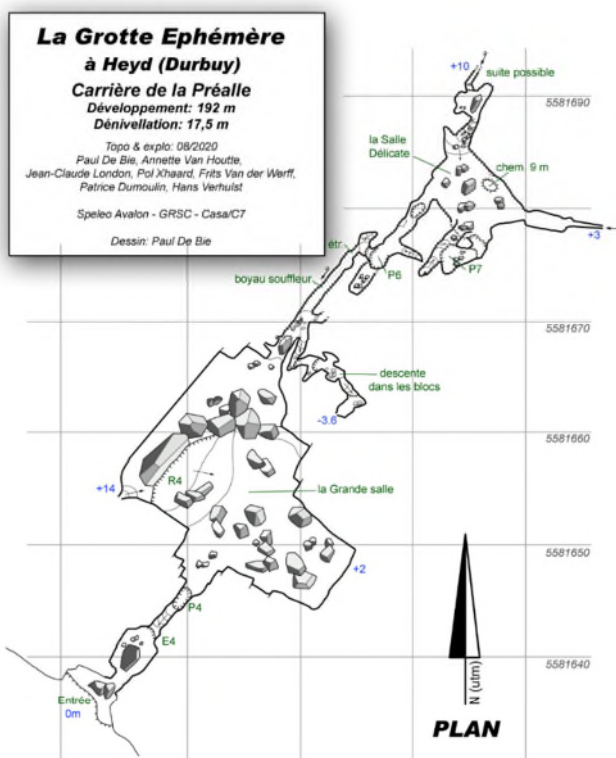 La Grotte Ephémère
à Heyd (Durbuy)
Carrière de la Préalle
Développement: 192 m
Dénivellation: 17,5 m
Topo & explo: 08/2020
Paul De Bie, Annette Van Houtte,
Jean-Claude London, Pol Xhaard, Frits Van der Werff,
Patrice Dumoulin, Hans Verhulst
Speleo Avalon - GRSC - Casa/C7
Dessin: Paul De Bie
+10
suite possible
5581690
la Salle
Délicate
chem. 9 m
+3
étr.
P6
P7
boyau souffleur
5581670
descente
dans les blocs
-3.6
5581660
R4
+14
la Grande salle
5581650
+2
P4
E4
5581640
Entrée
0m
N (utm)
PLAN